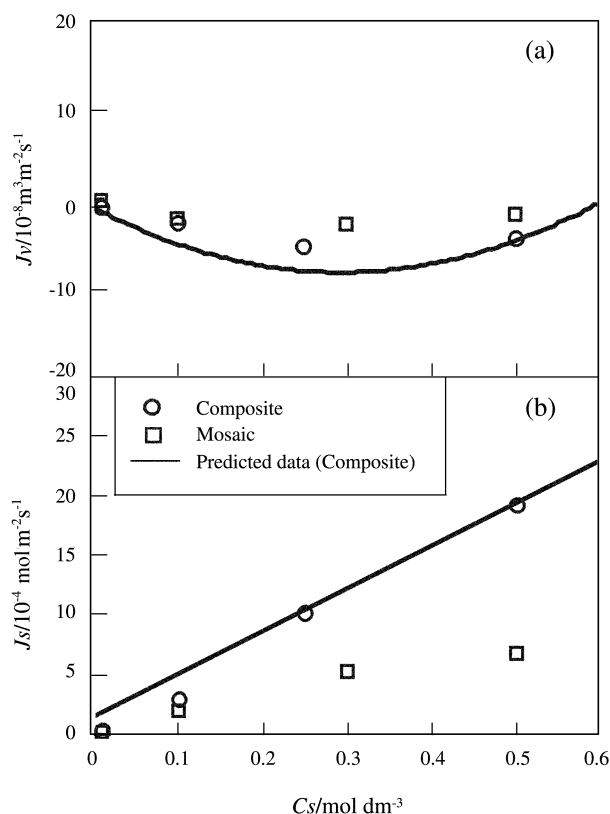 20
(a)
10
0
-10
-20
Jv/10⁻⁸m³m⁻²s⁻¹
30
(b)
Composite
Mosaic
Predicted data (Composite)
25
20
15
10
5
0
Js/10⁻⁴ mol m⁻²s⁻¹
0 0.1 0.2 0.3 0.4 0.5 0.6
Cs/mol dm⁻³